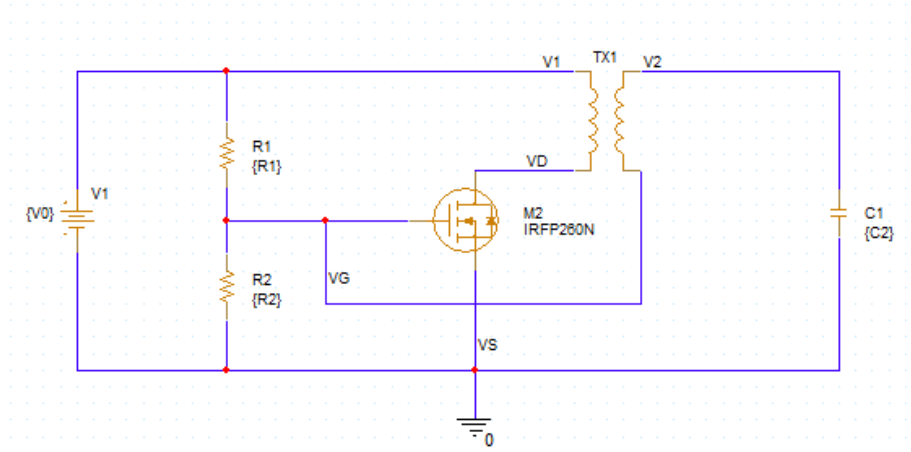 V1
TX1
V2
R1
{R1}
VD
V1
{V0}
M2
IRFP260N
C1
{C2}
R2
{R2}
VG
VS
0